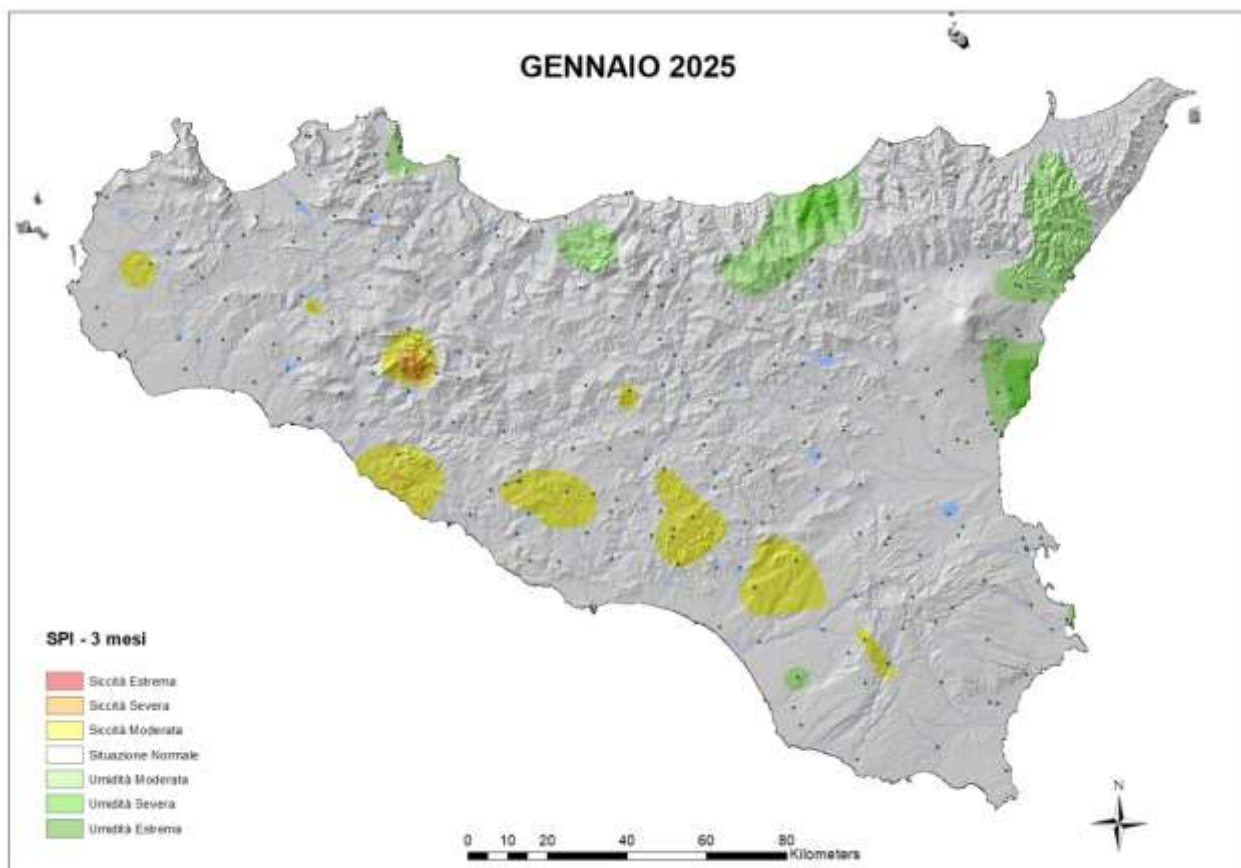 GENNAIO 2025
SPI - 3 mesi
Siccità Estrema
Siccità Severa
Siccità Moderata
Situazione Normale
Umidità Moderata
Umidità Severa
Umidità Estrema
N
0 10 20 40 60 80
Kilometers